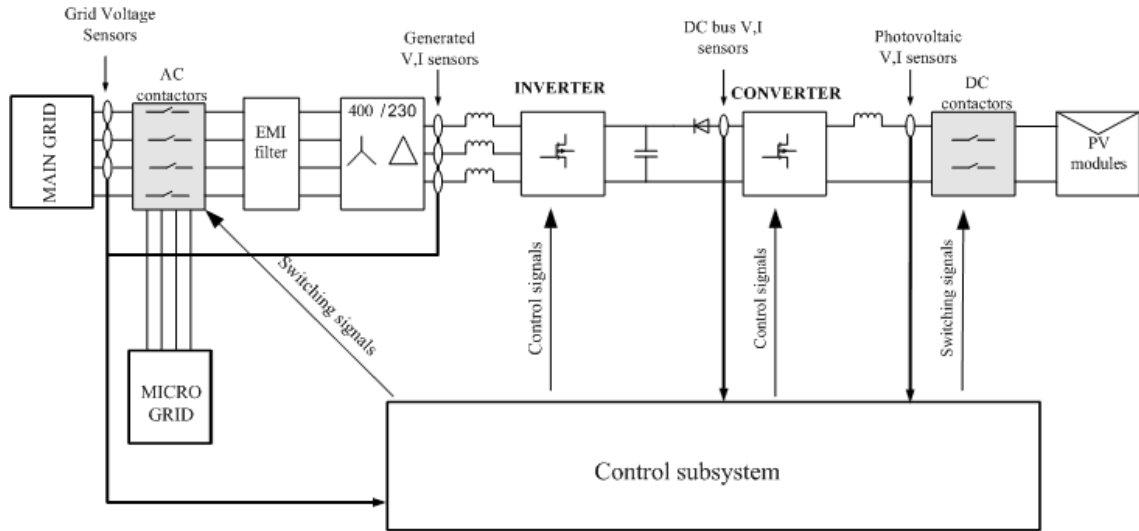 Grid Voltage
Sensors
AC
contactors
Generated
V,I sensors
INVERTER
DC bus V,I
sensors
CONVERTER
Photovoltaic
V,I sensors
DC
contactors
MAIN GRID
EMI
filter
400 /230
PV
modules
Switching signals
Control signals
Control signals
Switching signals
MICRO
GRID
Control subsystem